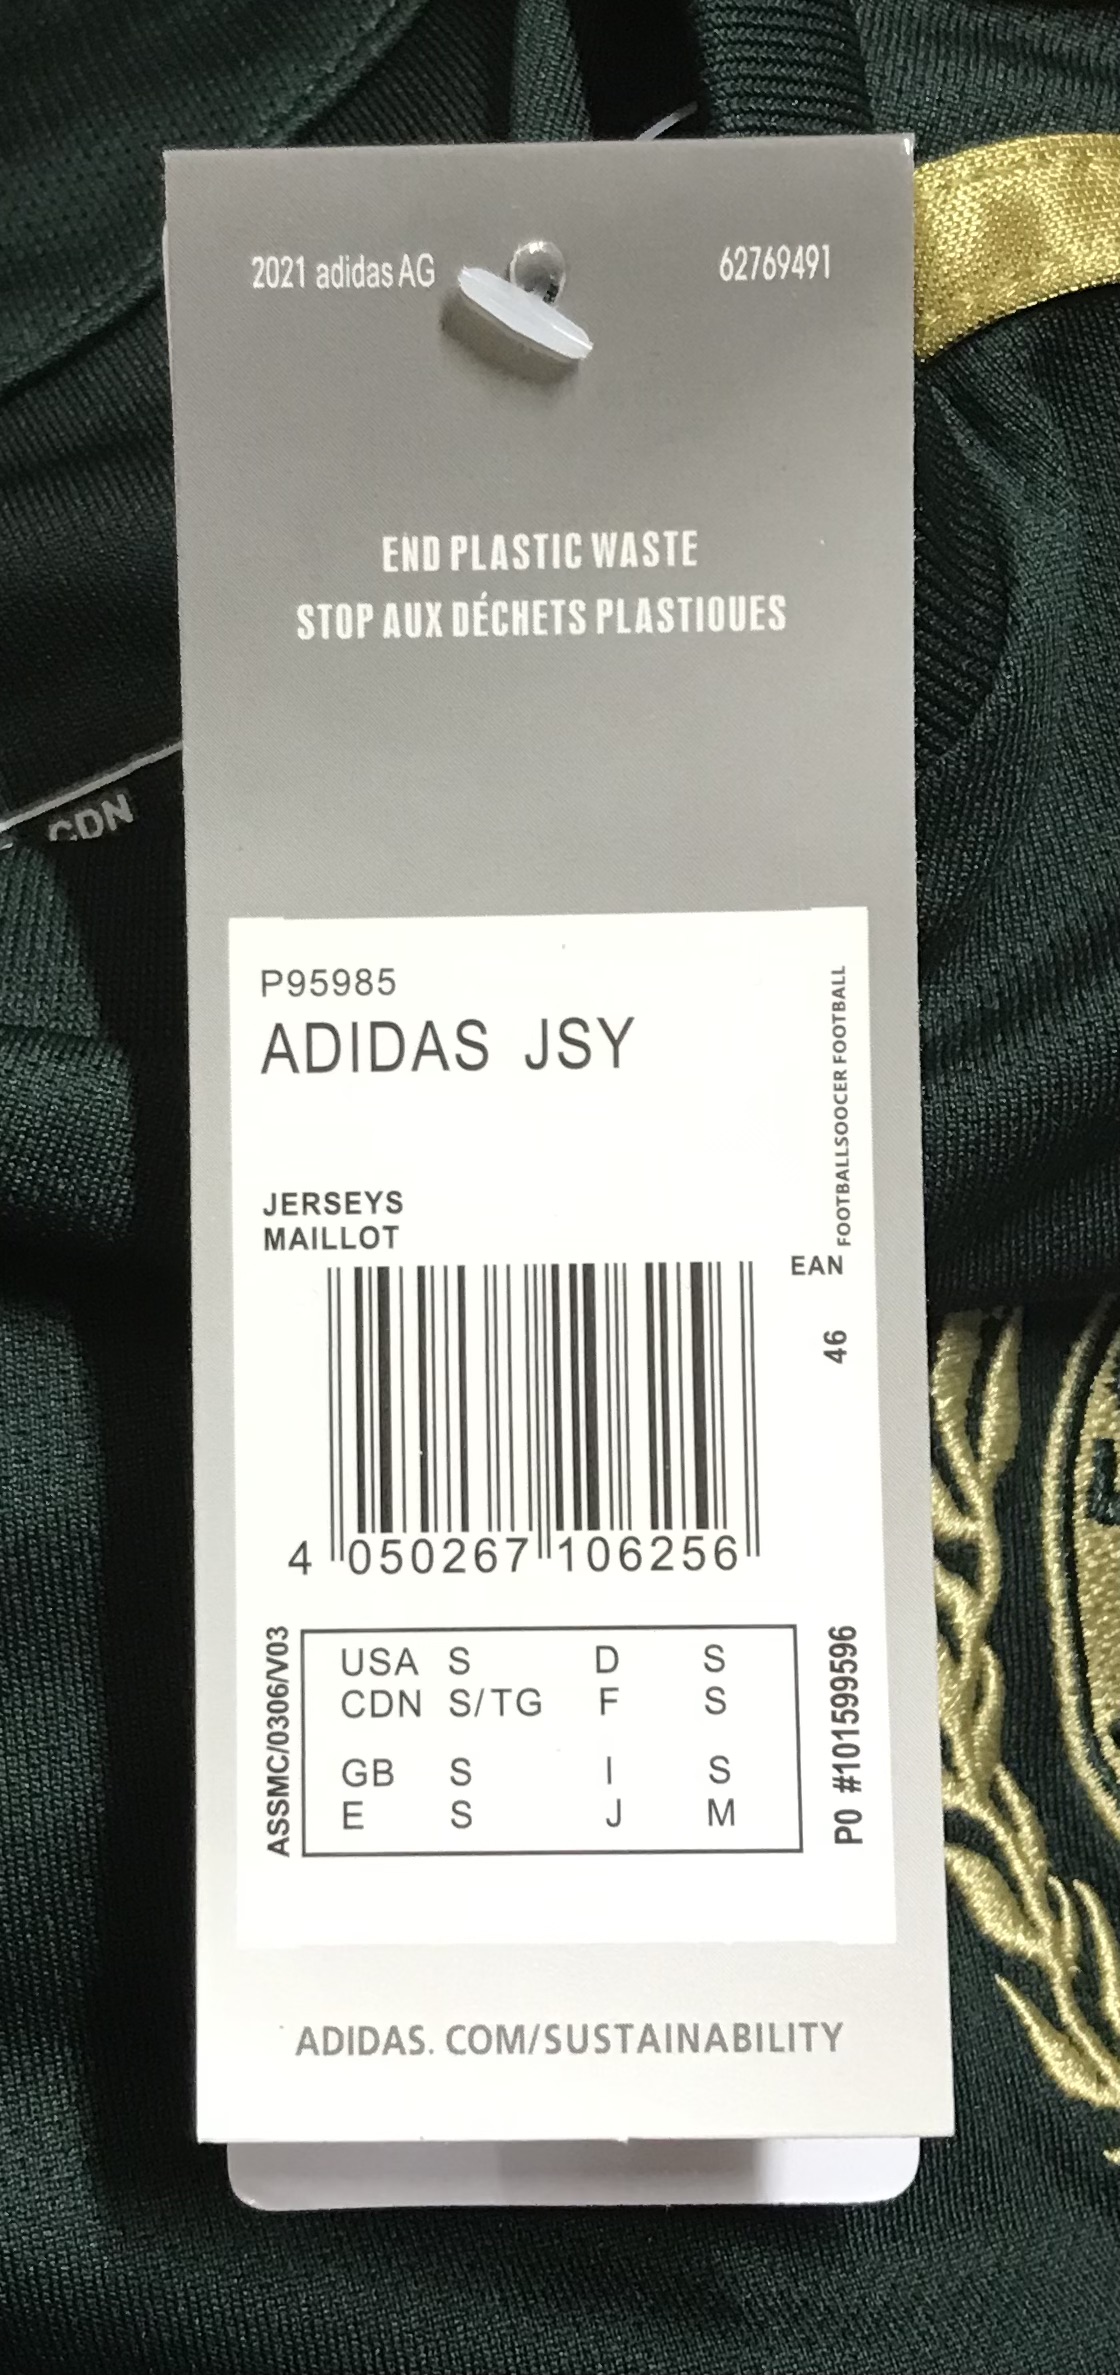 2021 adidas AG
62769491
END PLASTIC WASTE
STOP AUX DÉCHETS PLASTIQUES
CDN
P95985
ADIDAS JSY
FOOTBALLSOOCER FOOTBALL
JERSEYS
MAILLOT
EAN
46
4 050267 106256
ASSMC/0306/V03
USA S D S
CDN S/TG F S
GB S I S
E S J M
PO #101599596
ADIDAS. COM/SUSTAINABILITY